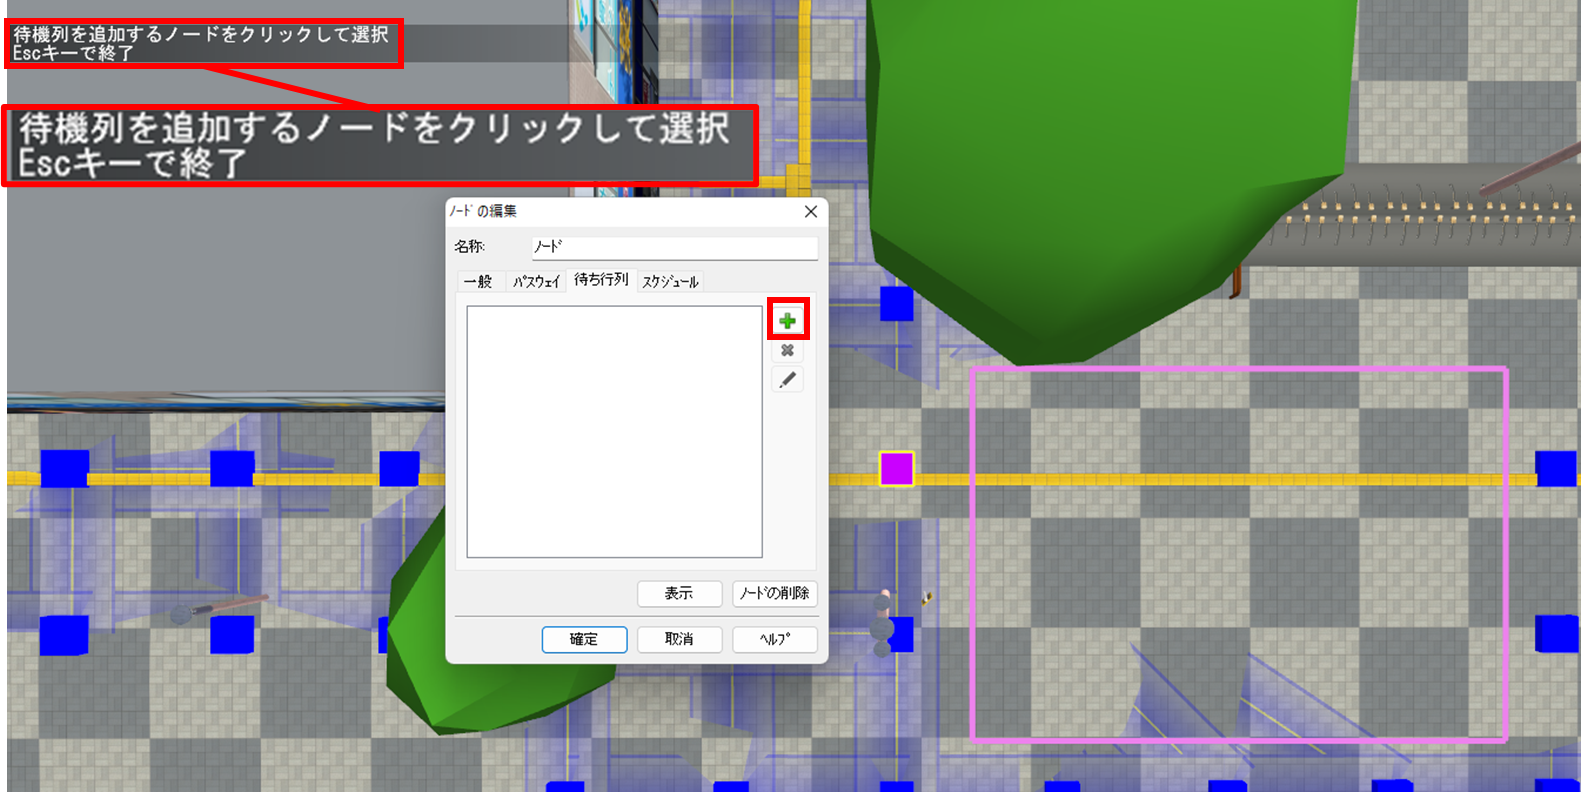 待機列を追加するノードをクリックして選択
Escキーで終了
待機列を追加するノードをクリックして選択
Escキーで終了
ﾉｰﾄﾞの編集
名称:
ﾉｰﾄﾞ
一般 ﾊﾟｽｳｪｲ 待ち行列 ｽｹｼﾞｭｰﾙ
表示 ﾉｰﾄﾞの削除
確定 取消 ﾍﾙﾌﾟ